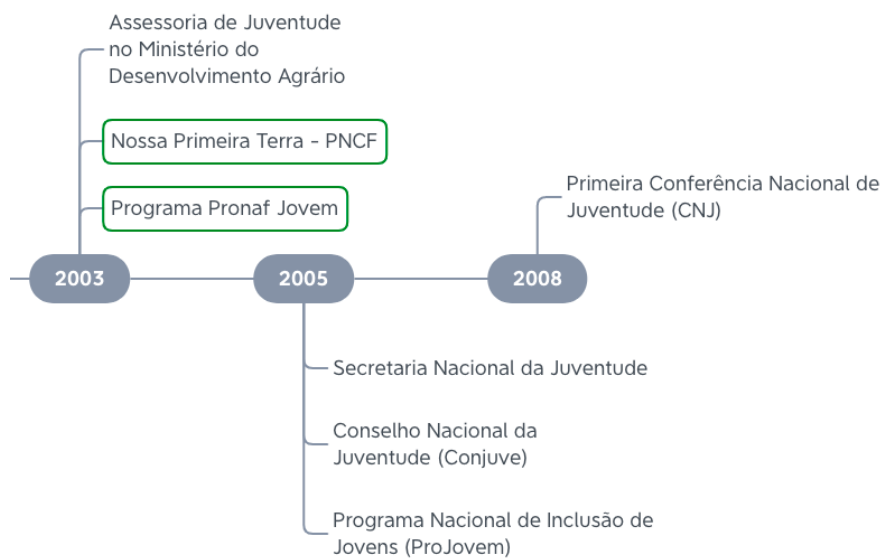 Assessoria de Juventude
no Ministério do
Desenvolvimento Agrário
Nossa Primeira Terra - PNCF
Programa Pronaf Jovem
2003
2005
Secretaria Nacional da Juventude
Conselho Nacional da
Juventude (Conjuve)
Programa Nacional de Inclusão de
Jovens (ProJovem)
Primeira Conferência Nacional de
Juventude (CNJ)
2008